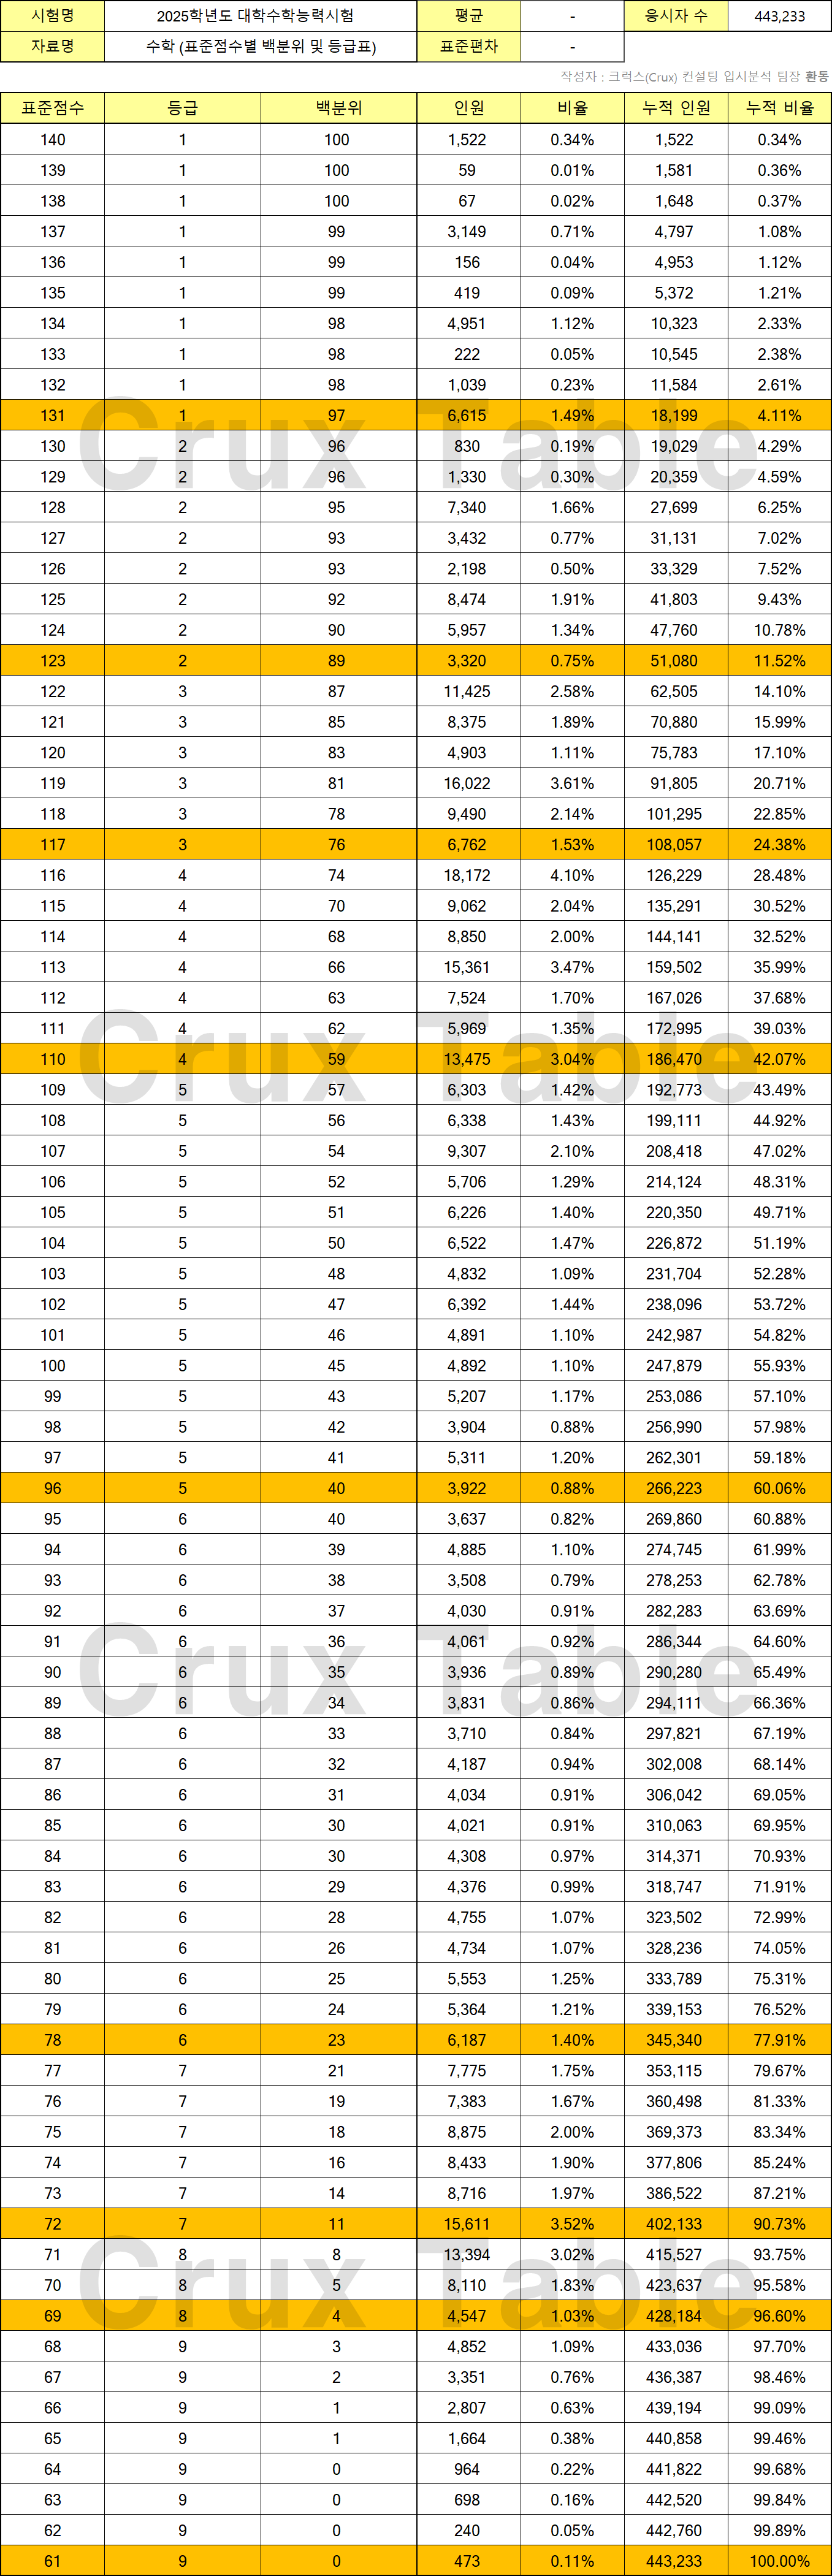 시험명 2025학년도 대학수학능력시험 평균 - 응시자 수 443,233
자료명 수학 (표준점수별 백분위 및 등급표) 표준편차 -
작성자 : 크럭스(Crux) 컨설팅 입시분석 팀장 환동
표준점수 등급 백분위 인원 비율 누적 인원 누적 비율
140 1 100 1,522 0.34% 1,522 0.34%
139 1 100 59 0.01% 1,581 0.36%
138 1 100 67 0.02% 1,648 0.37%
137 1 99 3,149 0.71% 4,797 1.08%
136 1 99 156 0.04% 4,953 1.12%
135 1 99 419 0.09% 5,372 1.21%
134 1 98 4,951 1.12% 10,323 2.33%
133 1 98 222 0.05% 10,545 2.38%
132 1 98 1,039 0.23% 11,584 2.61%
131 1 97 6,615 1.49% 18,199 4.11%
Crux Table
130 2 96 830 0.19% 19,029 4.29%
129 2 96 1,330 0.30% 20,359 4.59%
128 2 95 7,340 1.66% 27,699 6.25%
127 2 93 3,432 0.77% 31,131 7.02%
126 2 93 2,198 0.50% 33,329 7.52%
125 2 92 8,474 1.91% 41,803 9.43%
124 2 90 5,957 1.34% 47,760 10.78%
123 2 89 3,320 0.75% 51,080 11.52%
122 3 87 11,425 2.58% 62,505 14.10%
121 3 85 8,375 1.89% 70,880 15.99%
120 3 83 4,903 1.11% 75,783 17.10%
119 3 81 16,022 3.61% 91,805 20.71%
118 3 78 9,490 2.14% 101,295 22.85%
117 3 76 6,762 1.53% 108,057 24.38%
116 4 74 18,172 4.10% 126,229 28.48%
115 4 70 9,062 2.04% 135,291 30.52%
114 4 68 8,850 2.00% 144,141 32.52%
113 4 66 15,361 3.47% 159,502 35.99%
112 4 63 7,524 1.70% 167,026 37.68%
111 4 62 5,969 1.35% 172,995 39.03%
Crux Table
110 4 59 13,475 3.04% 186,470 42.07%
109 5 57 6,303 1.42% 192,773 43.49%
108 5 56 6,338 1.43% 199,111 44.92%
107 5 54 9,307 2.10% 208,418 47.02%
106 5 52 5,706 1.29% 214,124 48.31%
105 5 51 6,226 1.40% 220,350 49.71%
104 5 50 6,522 1.47% 226,872 51.19%
103 5 48 4,832 1.09% 231,704 52.28%
102 5 47 6,392 1.44% 238,096 53.72%
101 5 46 4,891 1.10% 242,987 54.82%
100 5 45 4,892 1.10% 247,879 55.93%
99 5 43 5,207 1.17% 253,086 57.10%
98 5 42 3,904 0.88% 256,990 57.98%
97 5 41 5,311 1.20% 262,301 59.18%
96 5 40 3,922 0.88% 266,223 60.06%
95 6 40 3,637 0.82% 269,860 60.88%
94 6 39 4,885 1.10% 274,745 61.99%
93 6 38 3,508 0.79% 278,253 62.78%
92 6 37 4,030 0.91% 282,283 63.69%
91 6 36 4,061 0.92% 286,344 64.60%
Crux Table
90 6 35 3,936 0.89% 290,280 65.49%
89 6 34 3,831 0.86% 294,111 66.36%
88 6 33 3,710 0.84% 297,821 67.19%
87 6 32 4,187 0.94% 302,008 68.14%
86 6 31 4,034 0.91% 306,042 69.05%
85 6 30 4,021 0.91% 310,063 69.95%
84 6 30 4,308 0.97% 314,371 70.93%
83 6 29 4,376 0.99% 318,747 71.91%
82 6 28 4,755 1.07% 323,502 72.99%
81 6 26 4,734 1.07% 328,236 74.05%
80 6 25 5,553 1.25% 333,789 75.31%
79 6 24 5,364 1.21% 339,153 76.52%
78 6 23 6,187 1.40% 345,340 77.91%
77 7 21 7,775 1.75% 353,115 79.67%
76 7 19 7,383 1.67% 360,498 81.33%
75 7 18 8,875 2.00% 369,373 83.34%
74 7 16 8,433 1.90% 377,806 85.24%
73 7 14 8,716 1.97% 386,522 87.21%
72 7 11 15,611 3.52% 402,133 90.73%
71 8 8 13,394 3.02% 415,527 93.75%
Crux Table
70 8 5 8,110 1.83% 423,637 95.58%
69 8 4 4,547 1.03% 428,184 96.60%
68 9 3 4,852 1.09% 433,036 97.70%
67 9 2 3,351 0.76% 436,387 98.46%
66 9 1 2,807 0.63% 439,194 99.09%
65 9 1 1,664 0.38% 440,858 99.46%
64 9 0 964 0.22% 441,822 99.68%
63 9 0 698 0.16% 442,520 99.84%
62 9 0 240 0.05% 442,760 99.89%
61 9 0 473 0.11% 443,233 100.00%